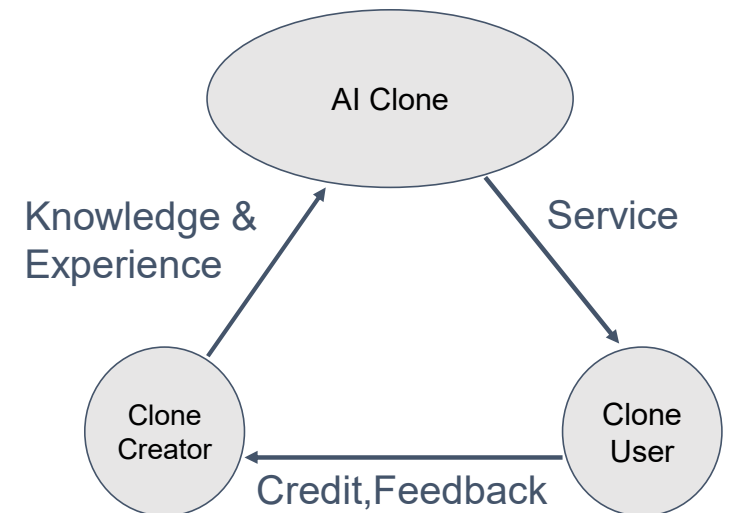 AI Clone
Knowledge &
Experience
Service
Clone
Creator
Clone
User
Credit,Feedback